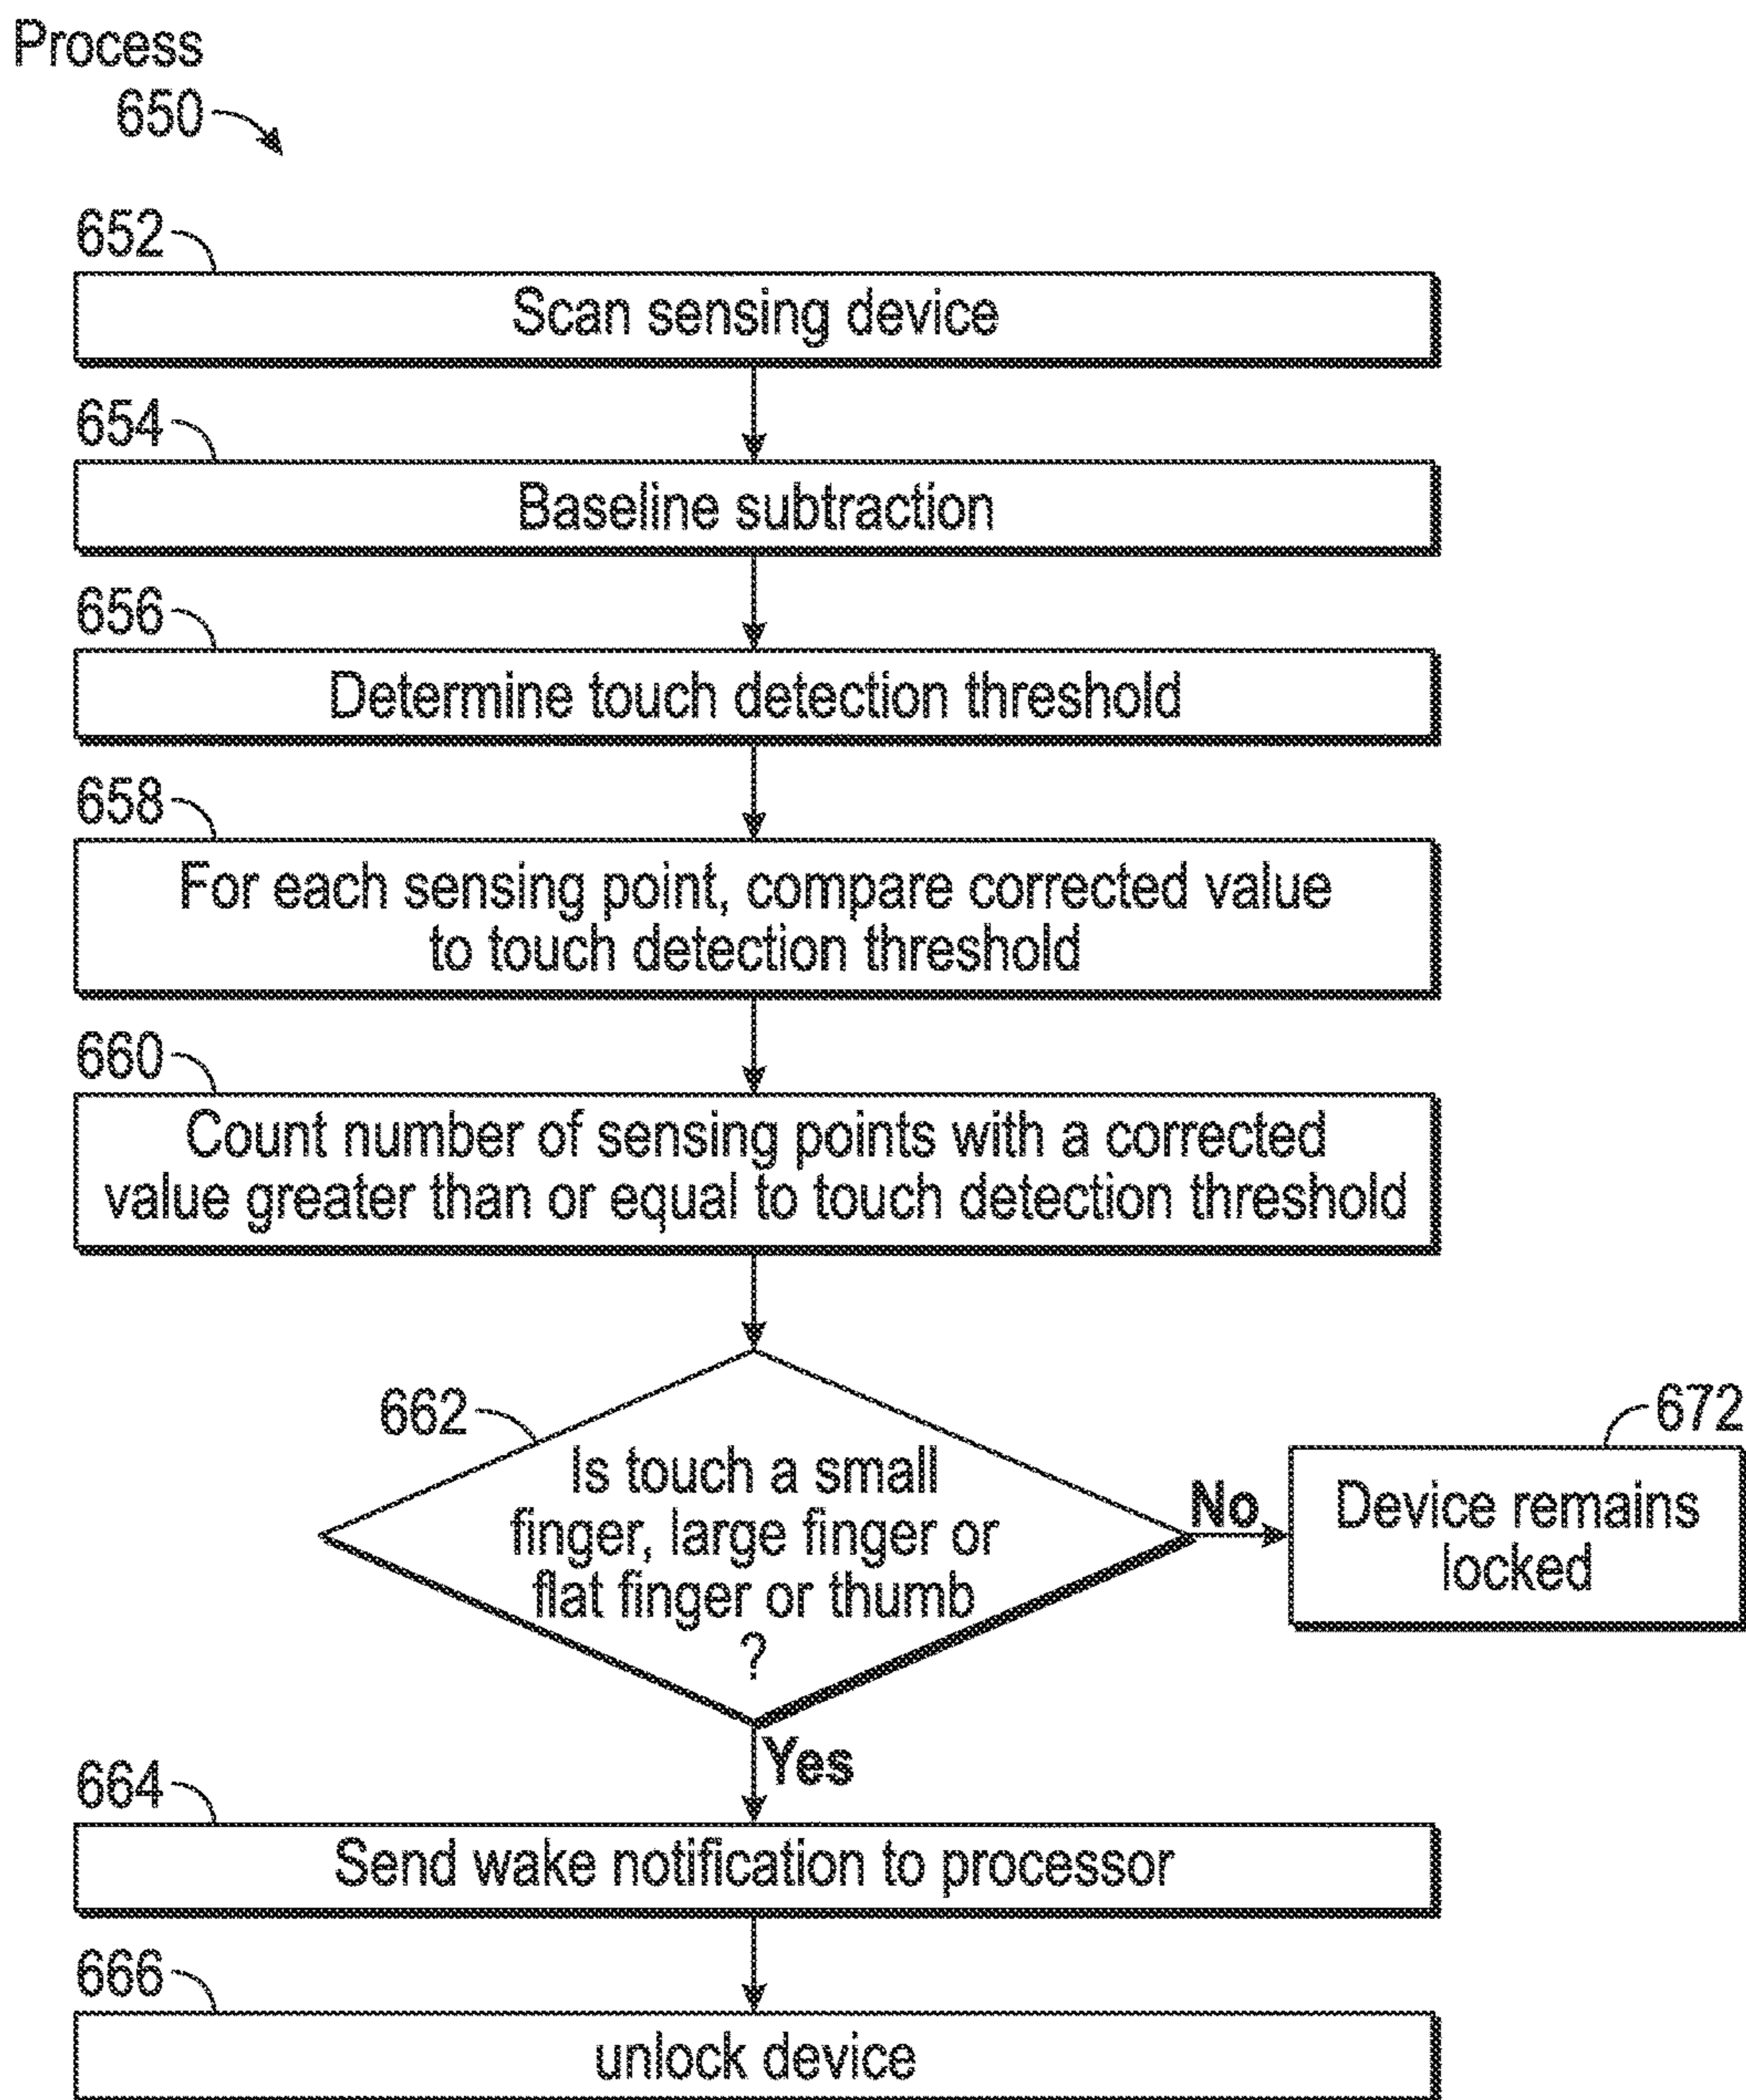 Process
650
652
Scan sensing device
654
Baseline subtraction
656
Determine touch detection threshold
658
For each sensing point, compare corrected value
to touch detection threshold
660
Count number of sensing points with a corrected
value greater than or equal to touch detection threshold
662
Is touch a small
finger, large finger or
flat finger or thumb
?
No
672
Device remains
locked
Yes
664
Send wake notification to processor
666
unlock device